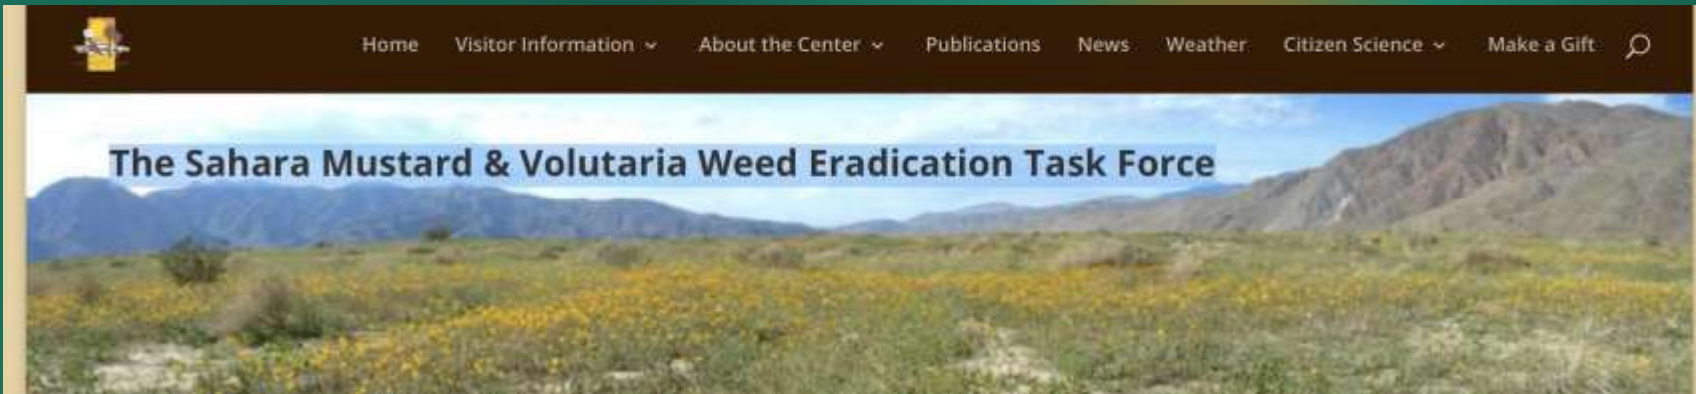 Home Visitor Information About the Center Publications News Weather Citizen Science Make a Gift
The Sahara Mustard & Volutaria Weed Eradication Task Force